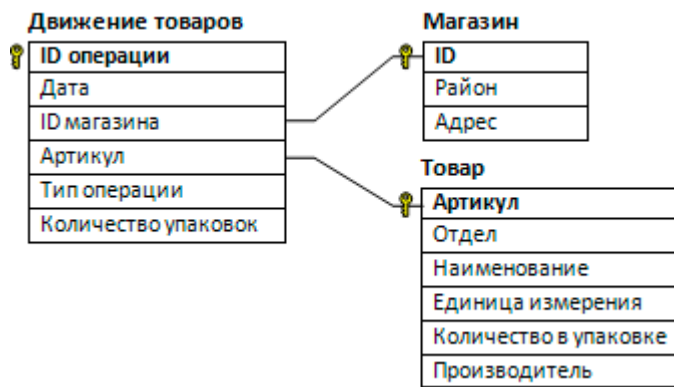 Движение товаров
ID операции
Дата
ID магазина
Артикул
Тип операции
Количество упаковок
Магазин
ID
Район
Адрес
Товар
Артикул
Отдел
Наименование
Единица измерения
Количество в упаковке
Производитель